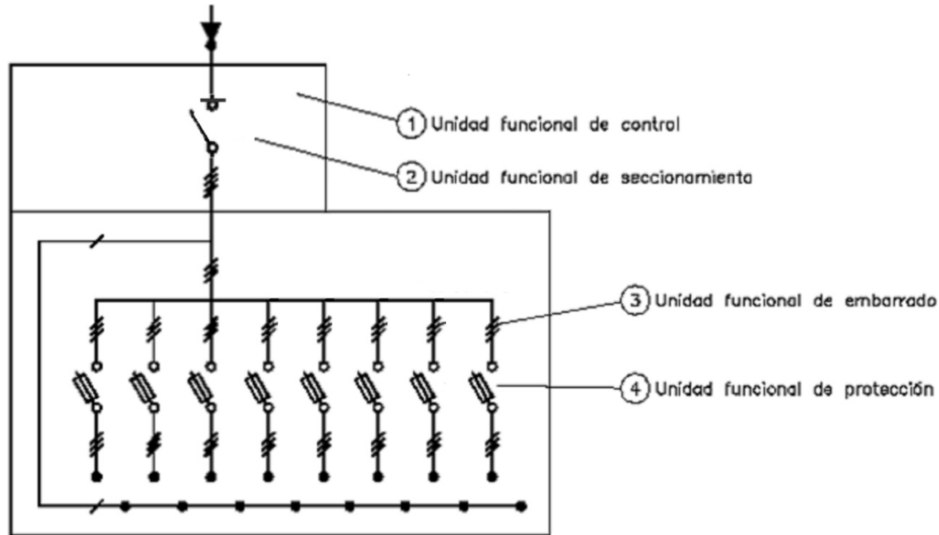 1 Unidad funcional de control
2 Unidad funcional de seccionamiento
3 Unidad funcional de embarrado
4 Unidad funcional de protección